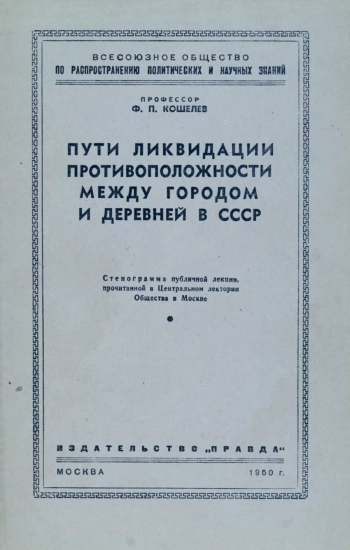 ВСЕСОЮЗНОЕ ОБЩЕСТВО
ПО РАСПРОСТРАНЕНИЮ ПОЛИТИЧЕСКИХ И НАУЧНЫХ ЗНАНИЙ
ПРОФЕССОР
Ф. П. КОШЕЛЕВ
ПУТИ ЛИКВИДАЦИИ
ПРОТИВОПОЛОЖНОСТИ
МЕЖДУ ГОРОДОМ
И ДЕРЕВНЕЙ В СССР
Стенограмма публичной лекции,
прочитанной в Центральном лектории
Общества в Москве
ИЗДАТЕЛЬСТВО „ПРАВДА“
МОСКВА 1950 г.